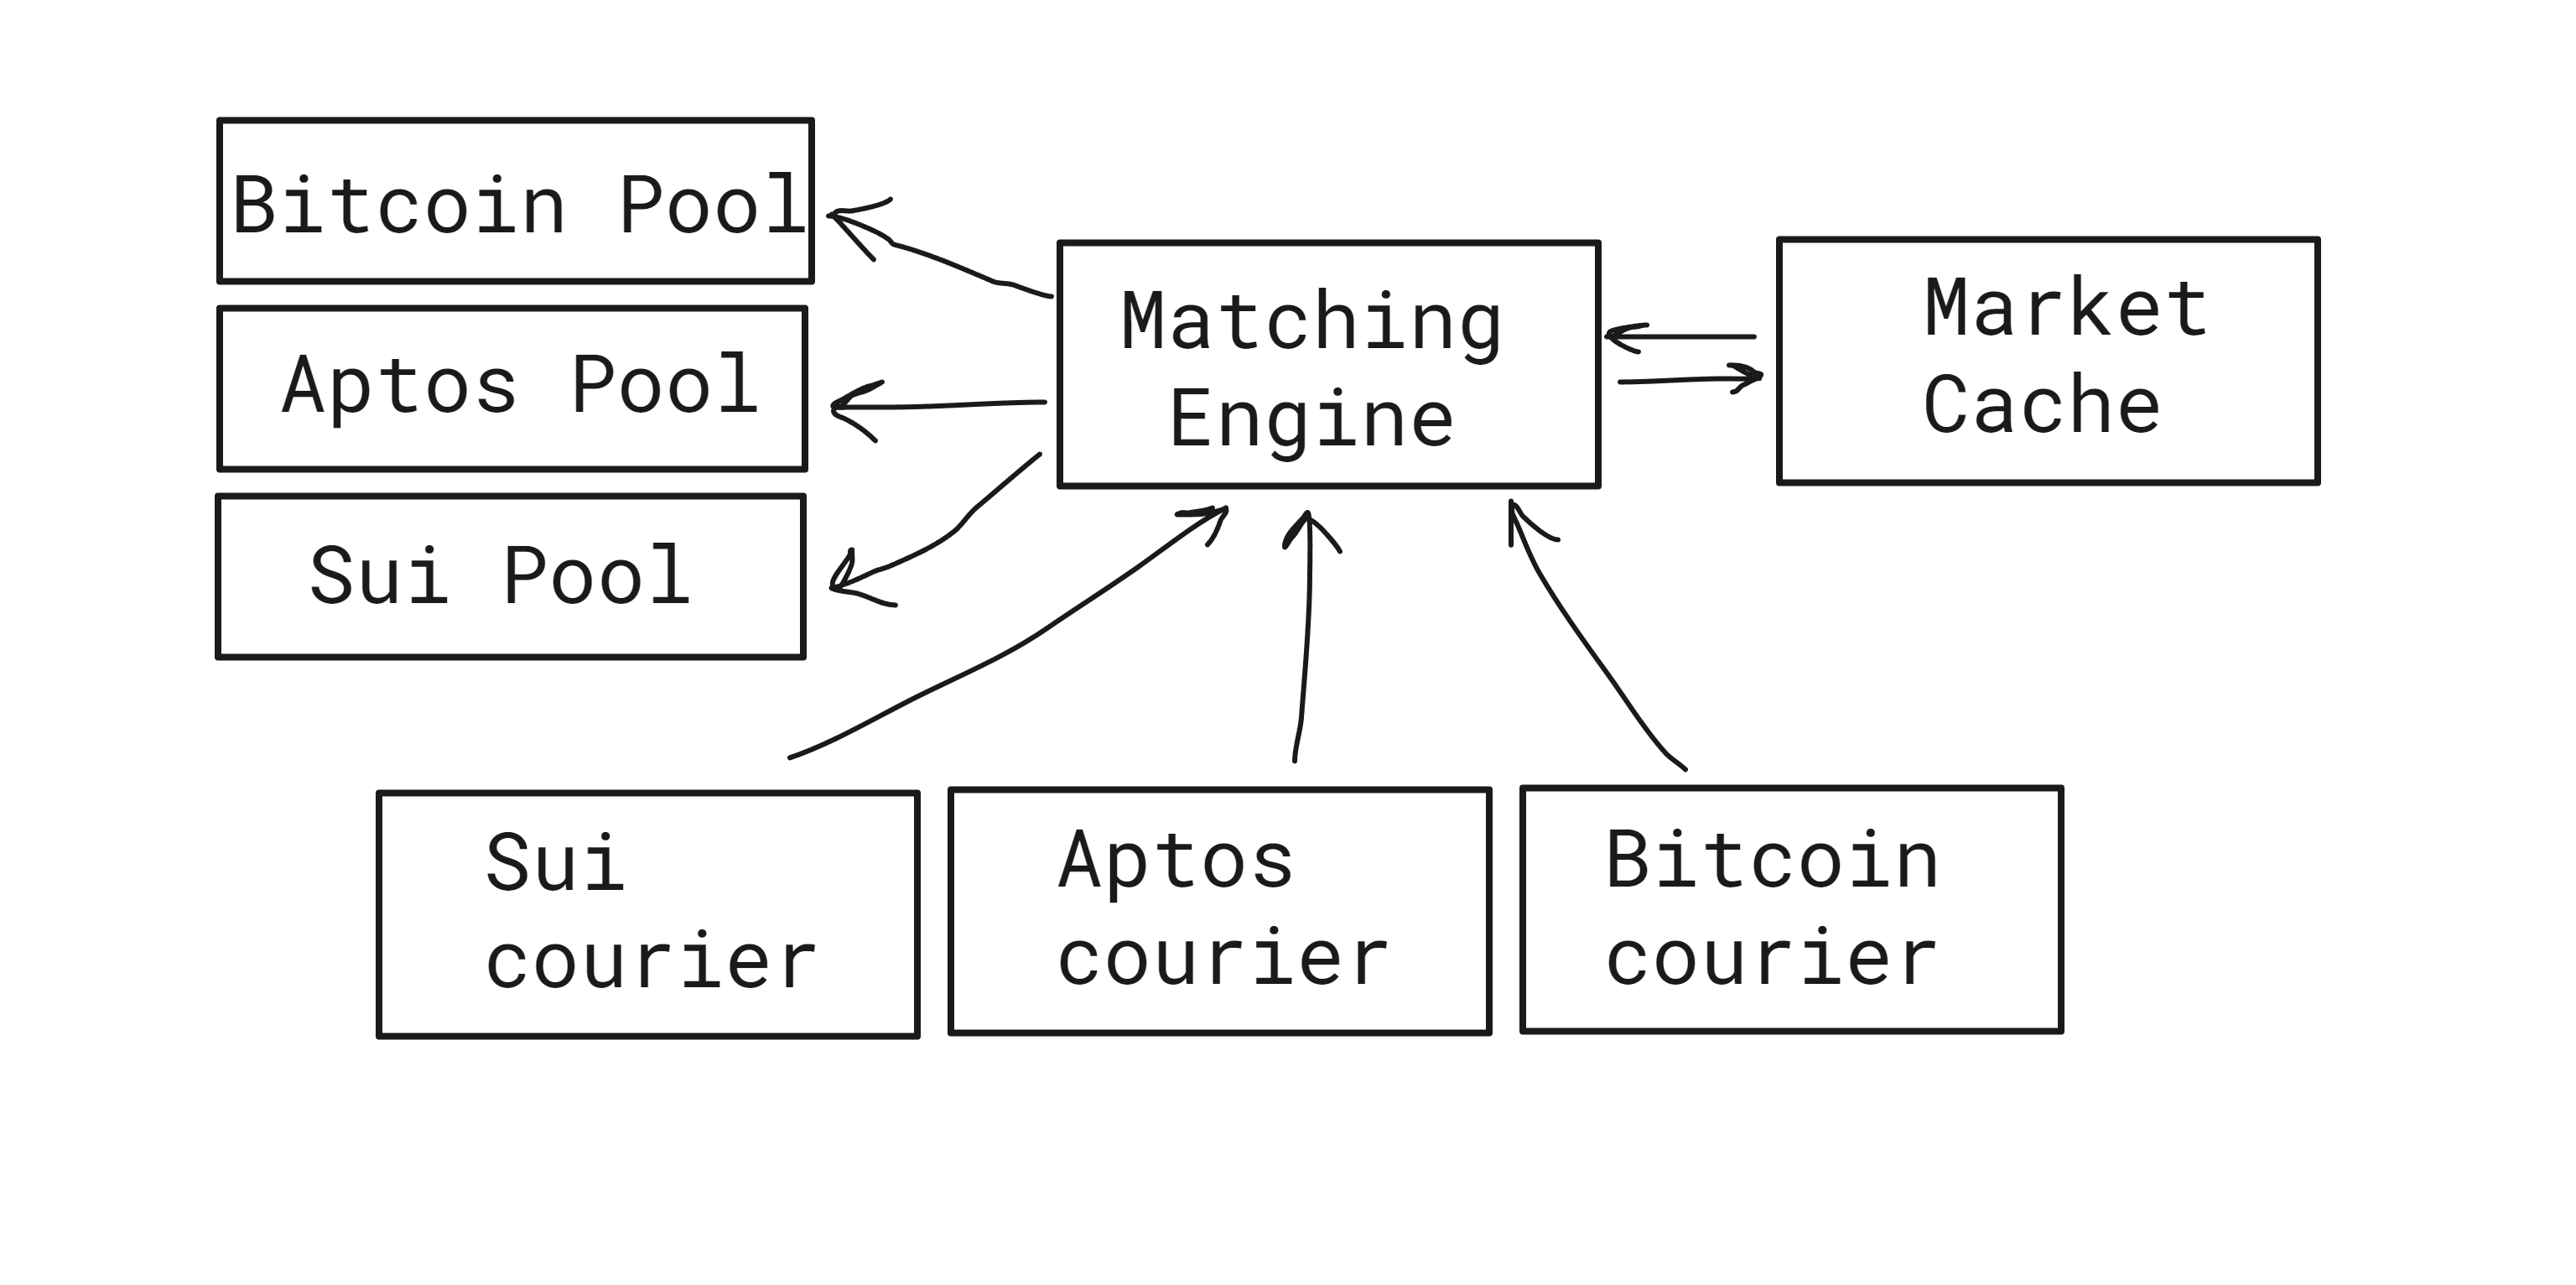 Bitcoin Pool
Aptos Pool
Sui Pool
Matching
Engine
Market
Cache
Sui
courier
Aptos
courier
Bitcoin
courier